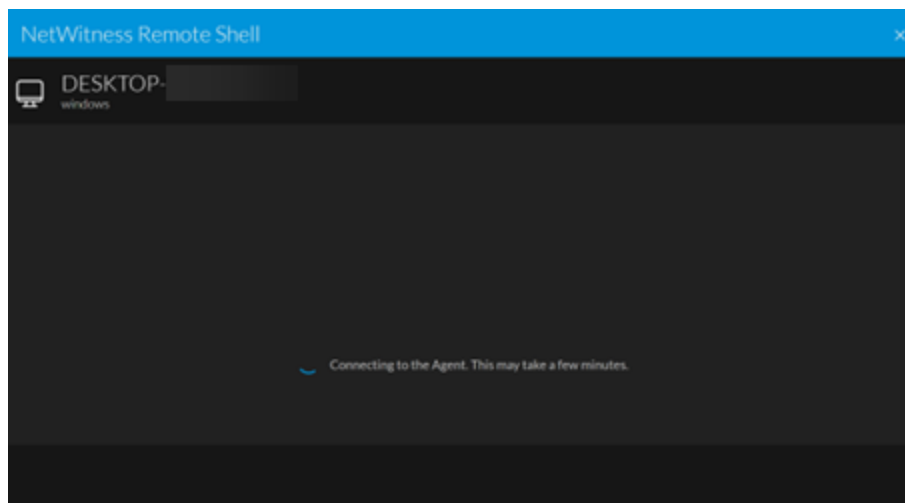 NetWitness Remote Shell
DESKTOP-
windows
Connecting to the Agent. This may take a few minutes.